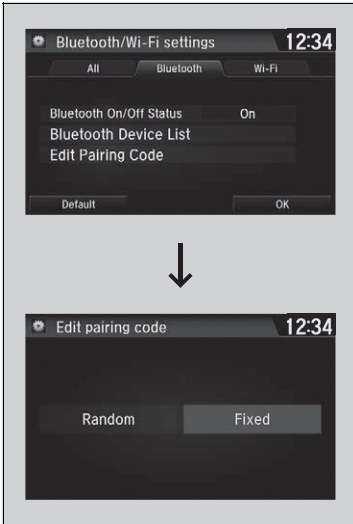 Bluetooth/Wi-Fi settings 12:34
All Bluetooth Wi-Fi
Bluetooth On/Off Status On
Bluetooth Device List
Edit Pairing Code
Default OK
Edit pairing code 12:34
Random Fixed